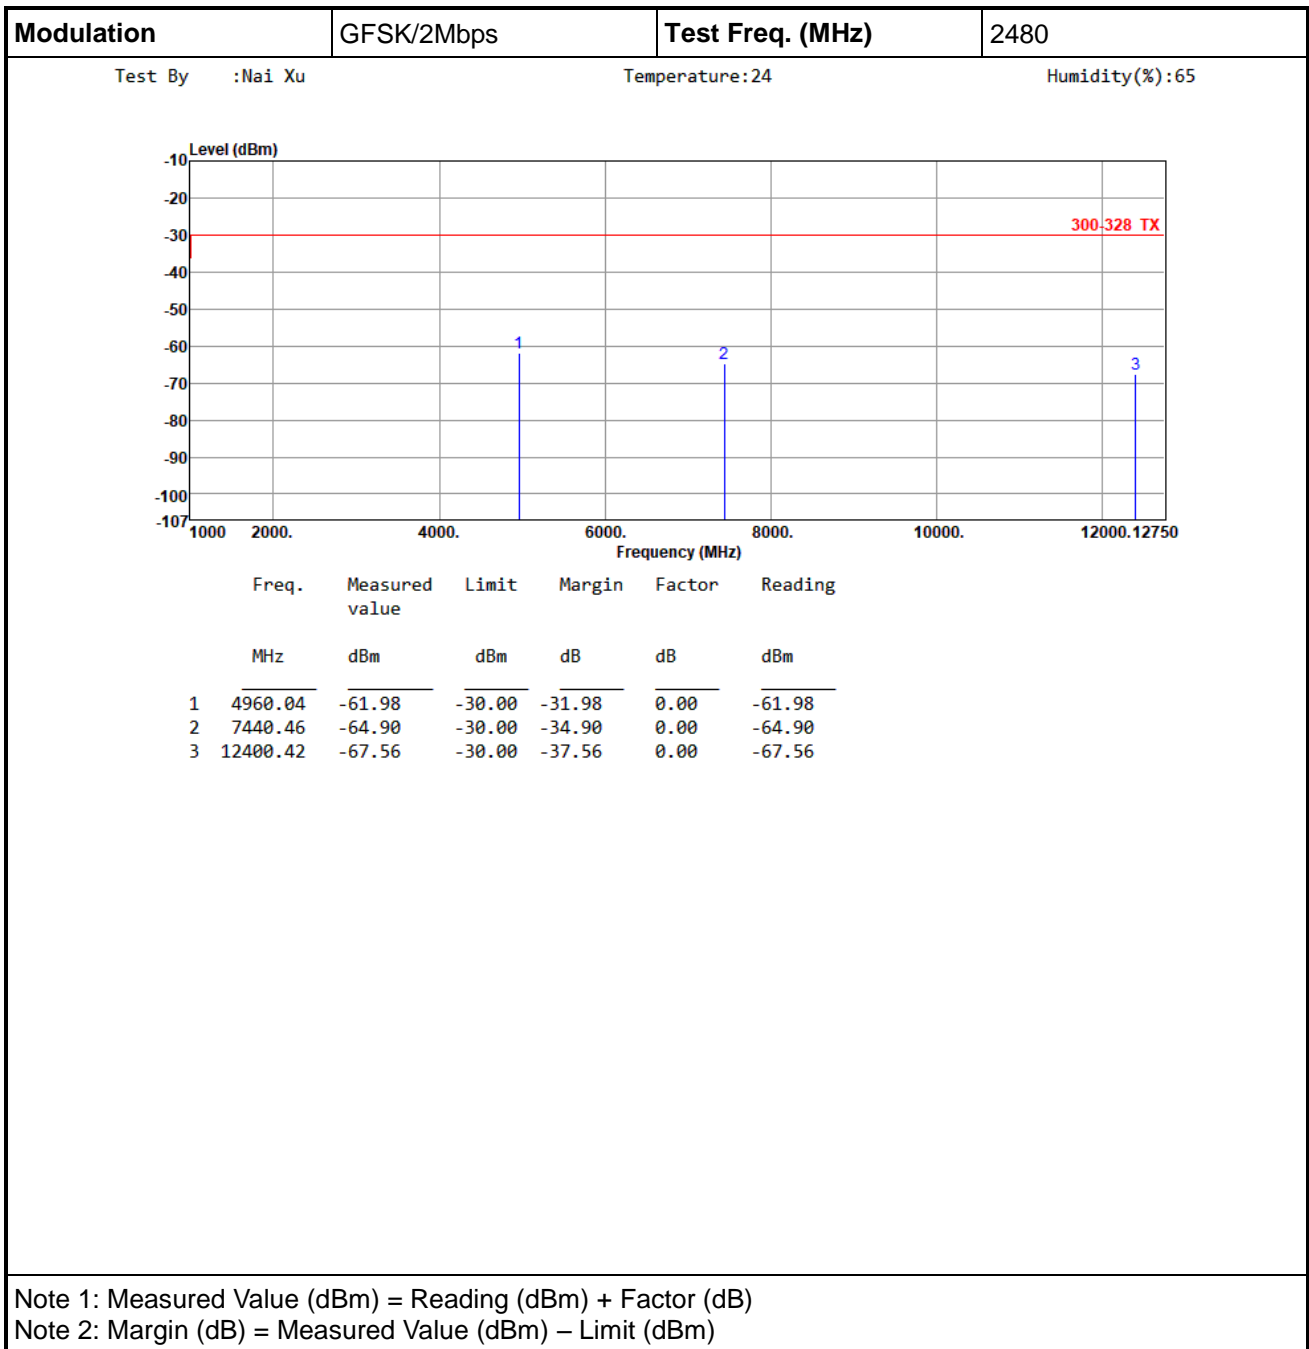 Modulation GFSK/2Mbps Test Freq. (MHz) 2480
Test By :Nai Xu Temperature:24 Humidity(%):65
Level (dBm)
-10
-20
300-328 TX
-30
-40
-50
-60
1
2
3
-70
-80
-90
-100
-107
1000 2000. 4000. 6000. 8000. 10000. 12000. 12750
Frequency (MHz)
Freq. Measured Limit Margin Factor Reading
value
MHz dBm dBm dB dB dBm
1 4960.04 -61.98 -30.00 -31.98 0.00 -61.98
2 7440.46 -64.90 -30.00 -34.90 0.00 -64.90
3 12400.42 -67.56 -30.00 -37.56 0.00 -67.56
Note 1: Measured Value (dBm) = Reading (dBm) + Factor (dB)
Note 2: Margin (dB) = Measured Value (dBm) – Limit (dBm)